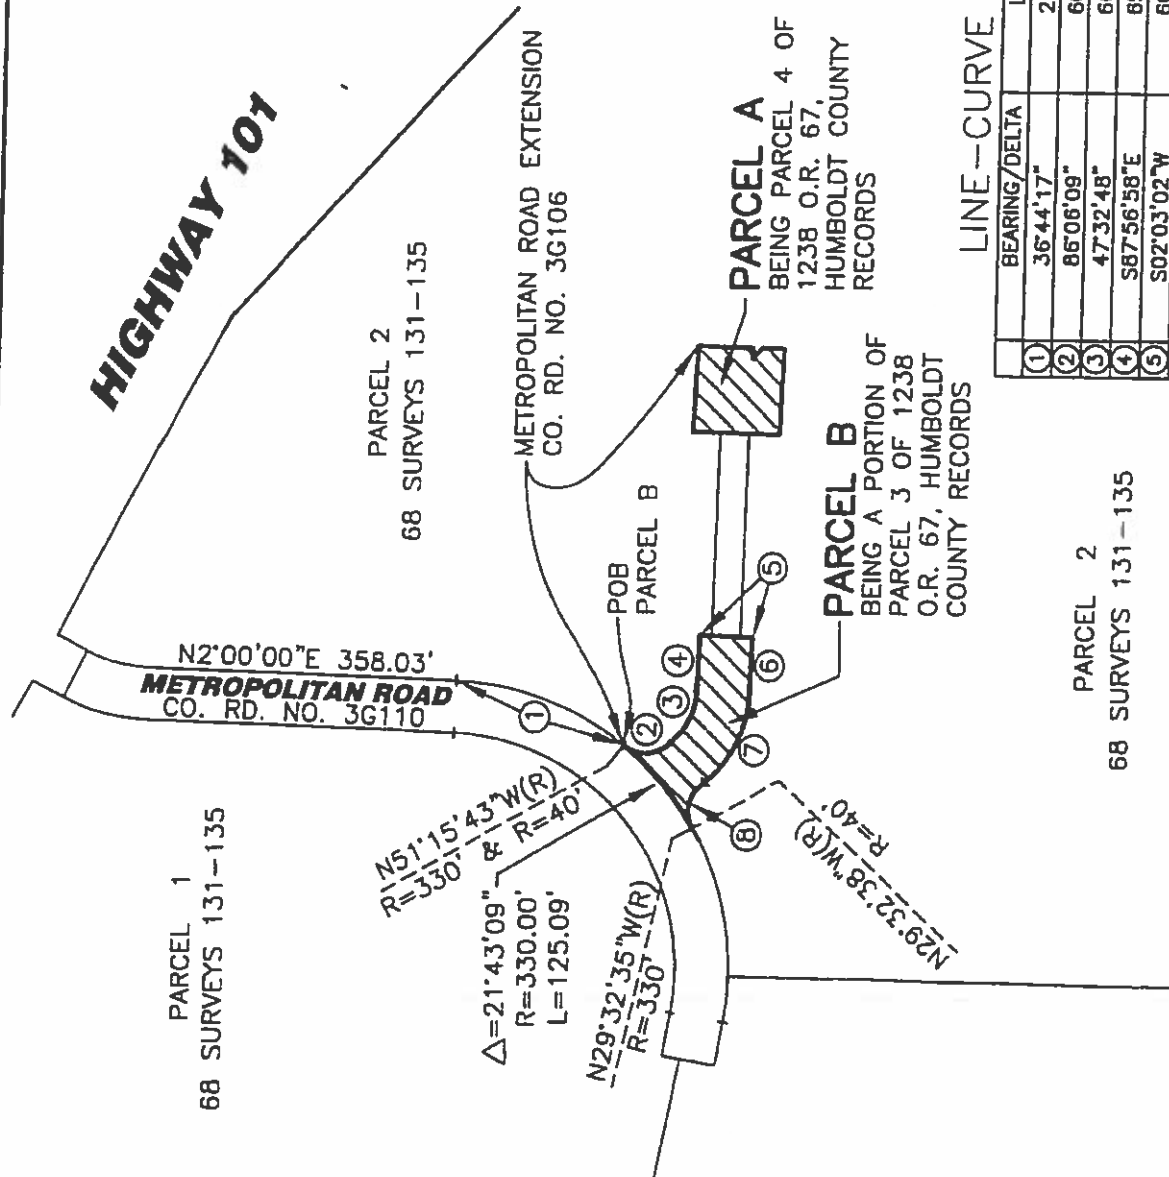 HIGHWAY 101
PARCEL 2
68 SURVEYS 131-135
METROPOLITAN ROAD EXTENSION
CO. RD. NO. 3G106
PARCEL A
BEING PARCEL 4 OF
1238 O.R. 67,
HUMBOLDT COUNTY
RECORDS
N2°00'00"E 358.03'
METROPOLITAN ROAD
CO. RD. NO. 3G110
POB
PARCEL B
PARCEL B
BEING A PORTION OF
PARCEL 3 OF 1238
O.R. 67, HUMBOLDT
COUNTY RECORDS
1
2
3
4
5
6
7
8
PARCEL 1
68 SURVEYS 131-135
N51°15'43"W(R)
R=330' & R=40'
Δ=21°43'09"
R=330.00'
L=125.09'
N29°32'35"W(R)
R=330'
N29°32'38"W(R)
R=40'
PARCEL 2
68 SURVEYS 131-135
LINE-CURVE
BEARING/DELTA
1 36°44'17"
2 86°06'09"
3 47°32'48"
4 S87°56'58"E
5 S02°03'02"W